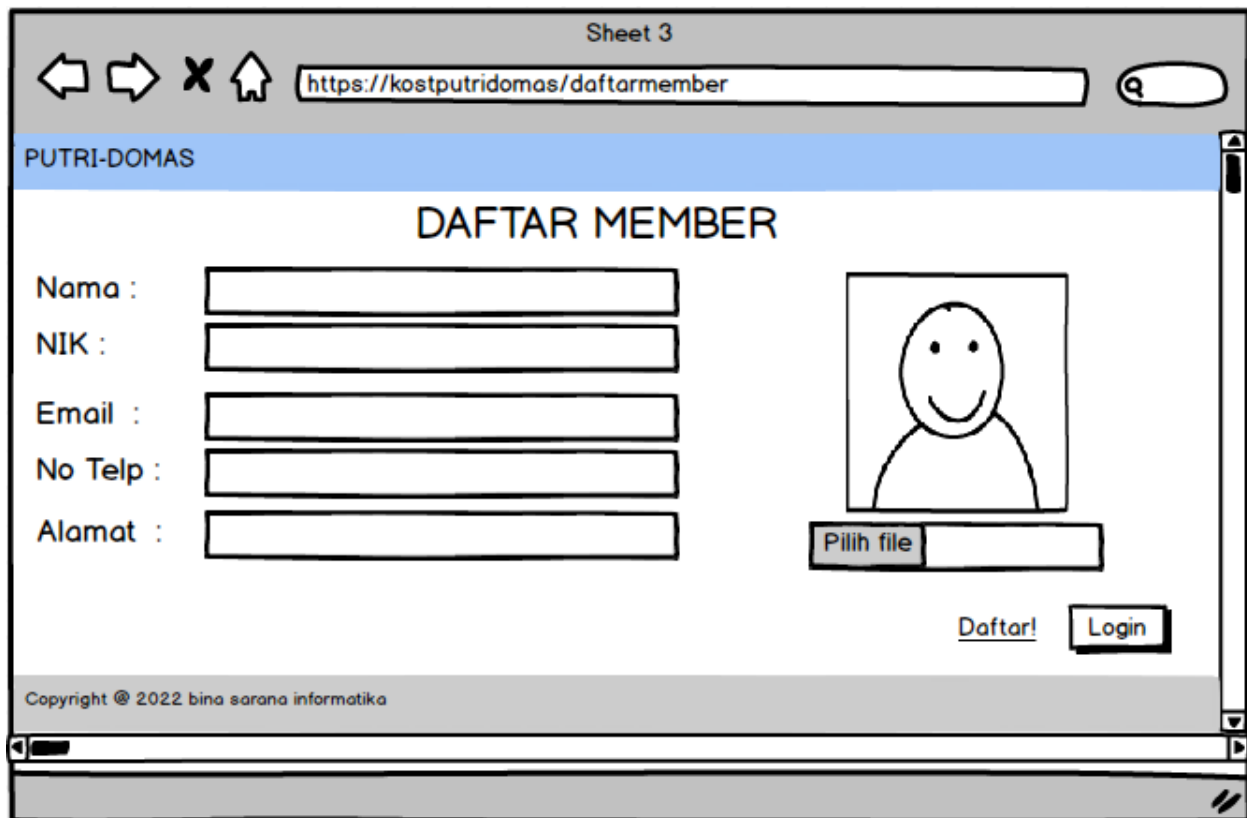 Sheet 3
https://kostputridomas/daftarmember
PUTRI-DOMAS
DAFTAR MEMBER
Nama :
NIK :
Email :
No Telp :
Alamat :
Pilih file
Daftar! Login
Copyright @ 2022 bina sarana informatika